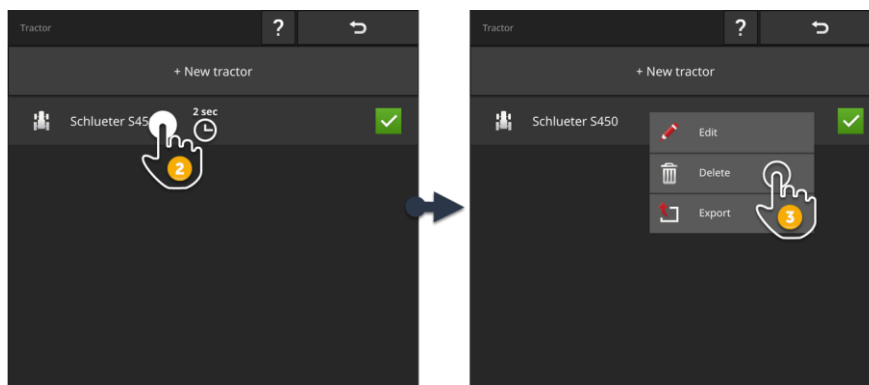 Tractor
?
+ New tractor
Schlueter S45
2 sec
2
Tractor
?
+ New tractor
Schlueter S450
Edit
Delete
Export
3